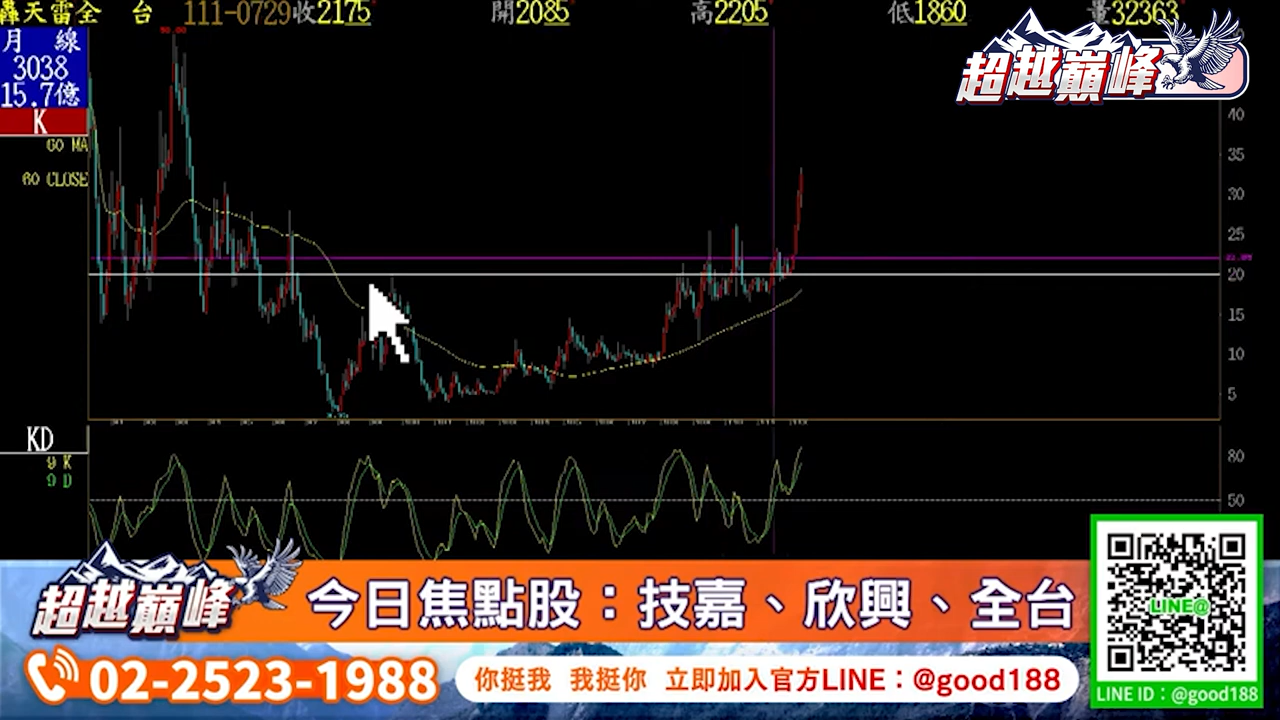 轟天雷全 台 111-0729收2175 開2085 高2205 低1860 量32363
月 線
3038
15.7億
K
60 MA
60 CLOSE
超越巔峰
50.00
40
35
30
25
20
15
10
5
KD
9 K
9 D
80
50
超越巔峰
今日焦點股：技嘉、欣興、全台
02-2523-1988
你挺我 我挺你 立即加入官方LINE：@good188
LINE@
LINE ID：@good188